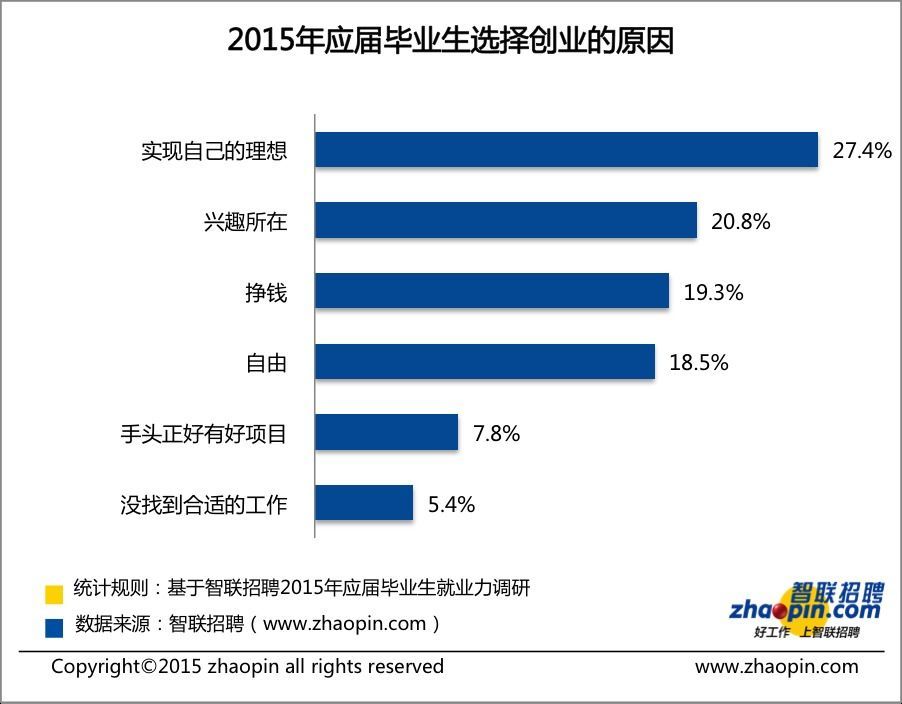 2015年应届毕业生选择创业的原因
实现自己的理想 27.4%
兴趣所在 20.8%
挣钱 19.3%
自由 18.5%
手头正好有好项目 7.8%
没找到合适的工作 5.4%
统计规则：基于智联招聘2015年应届毕业生就业力调研
数据来源：智联招聘（www.zhaopin.com）
智联招聘
zhaopin.com
好工作 上智联招聘
Copyright©2015 zhaopin all rights reserved www.zhaopin.com